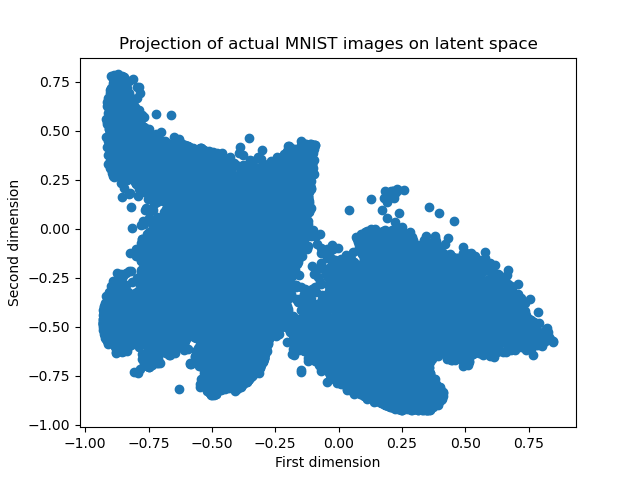 Projection of actual MNIST images on latent space
Second dimension
0.75
0.50
0.25
0.00
−0.25
−0.50
−0.75
−1.00
−1.00 −0.75 −0.50 −0.25 0.00 0.25 0.50 0.75
First dimension